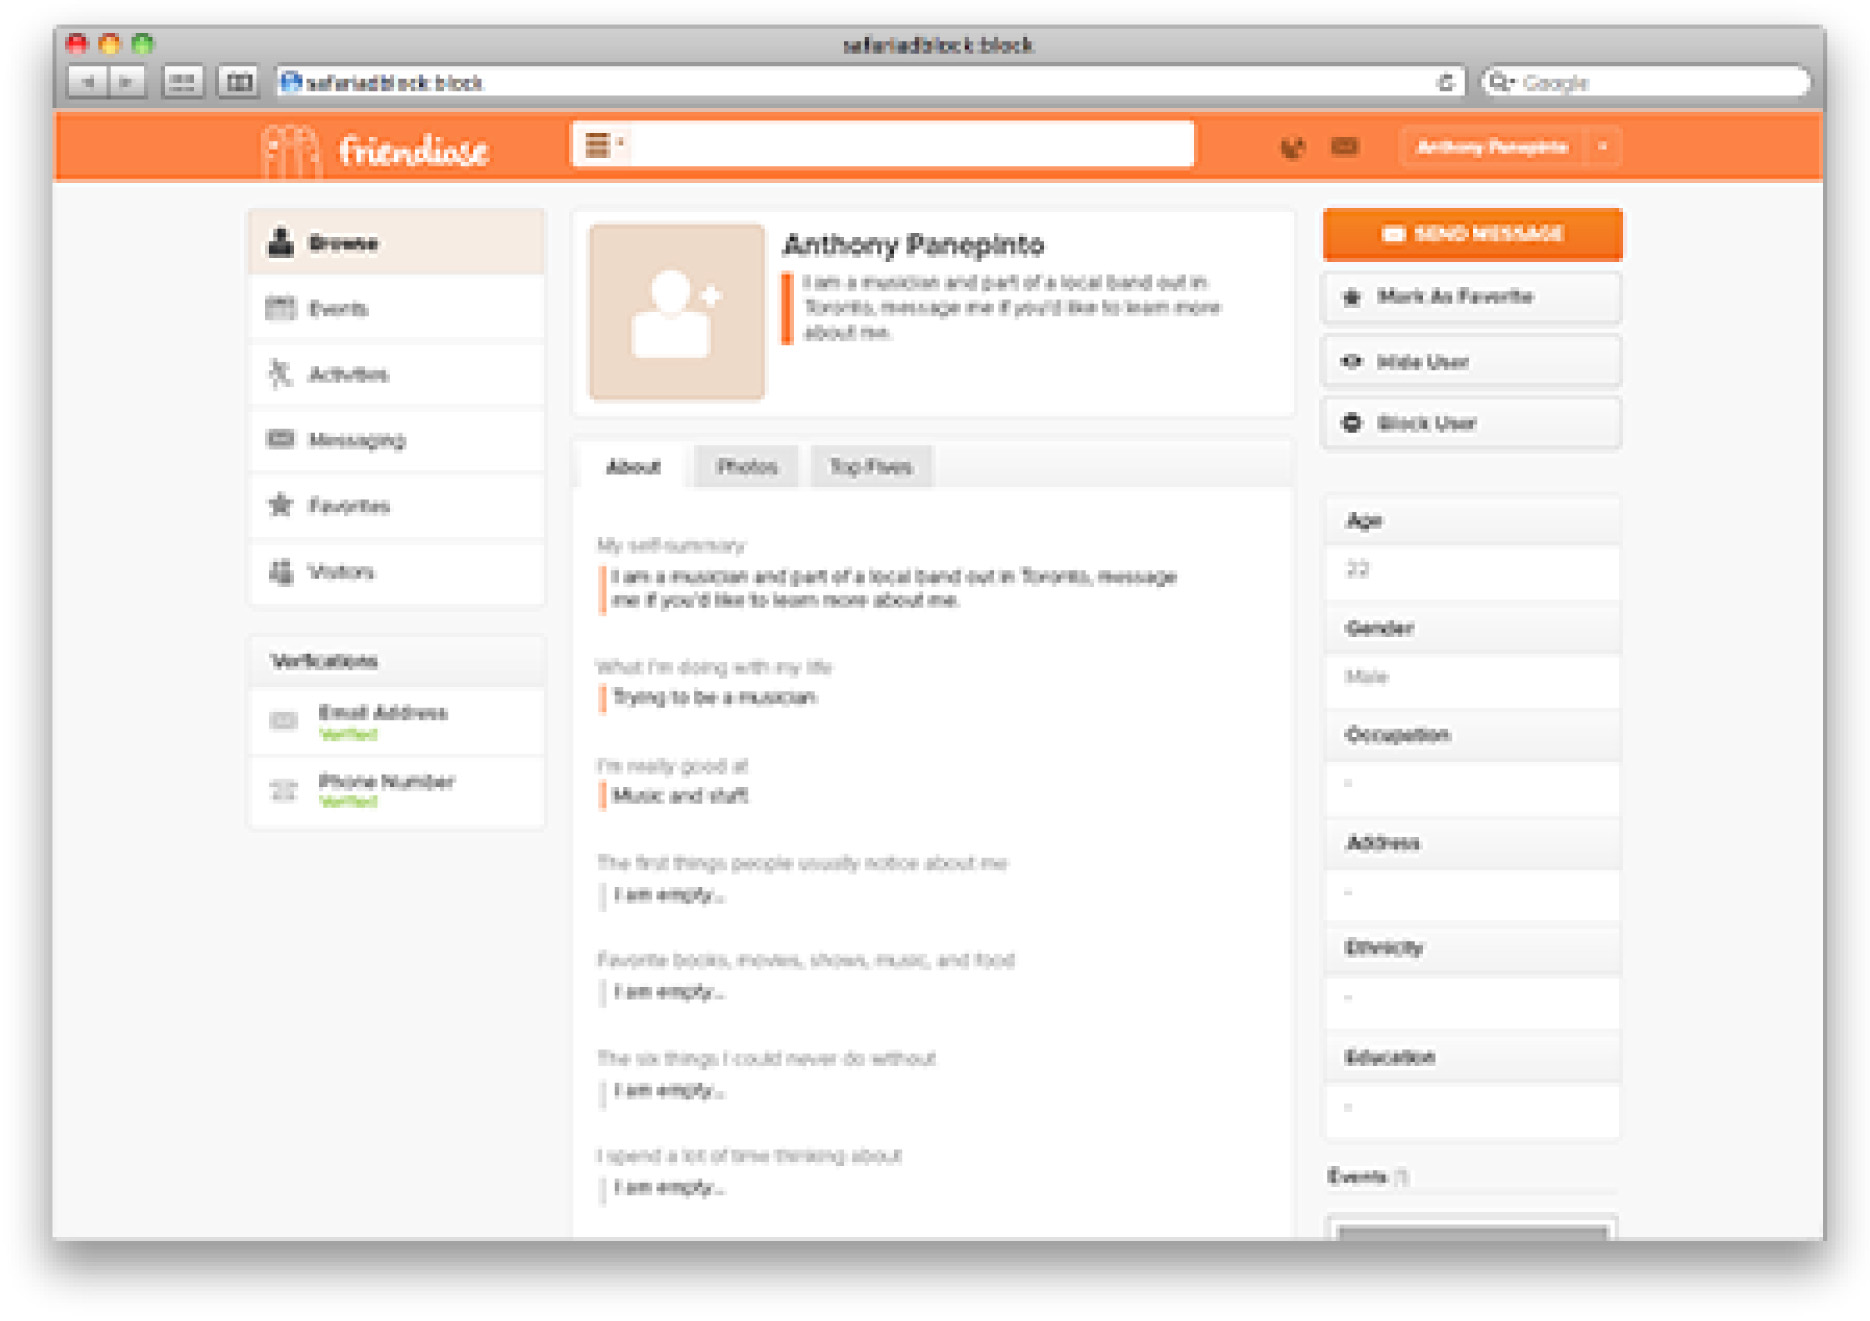 safariadblock block
safariadblock block
Google
friendiose
Anthony Panepinto
Browse
Events
Activities
Messaging
Favorites
Visitors
Verfications
Email Address
Verified
Phone Number
Verified
Anthony Panepinto
I am a musician and part of a local band out in
Toronto, message me if you'd like to learn more
about me.
About
Photos
Top Fives
My self-summary
I am a musician and part of a local band out in Toronto, message
me if you'd like to learn more about me.
What I'm doing with my life
Trying to be a musician
I'm really good at
Music and stuff
The first things people usually notice about me
I am empty...
Favorite books, movies, shows, music, and food
I am empty...
The six things I could never do without
I am empty...
I spend a lot of time thinking about
I am empty...
SEND MESSAGE
Mark As Favorite
Hide User
Block User
Age
22
Gender
Male
Occupation
-
Address
-
Ethnicity
-
Education
-
Events